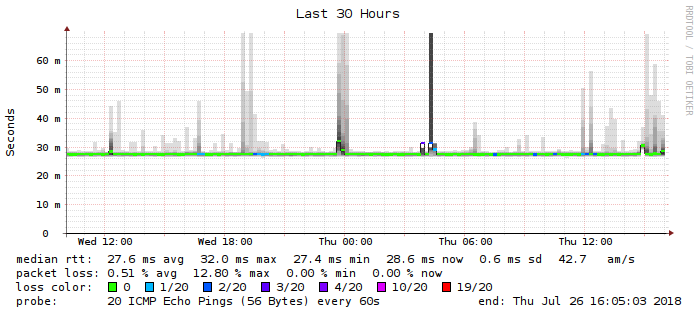 Last 30 Hours
RRDTOOL / TOBI OETIKER
Seconds
60 m
50 m
40 m
30 m
20 m
10 m
0
Wed 12:00 Wed 18:00 Thu 00:00 Thu 06:00 Thu 12:00
median rtt: 27.6 ms avg 32.0 ms max 27.4 ms min 28.6 ms now 0.6 ms sd 42.7 am/s
packet loss: 0.51 % avg 12.80 % max 0.00 % min 0.00 % now
loss color: 0 1/20 2/20 3/20 4/20 10/20 19/20
probe: 20 ICMP Echo Pings (56 Bytes) every 60s end: Thu Jul 26 16:05:03 2018